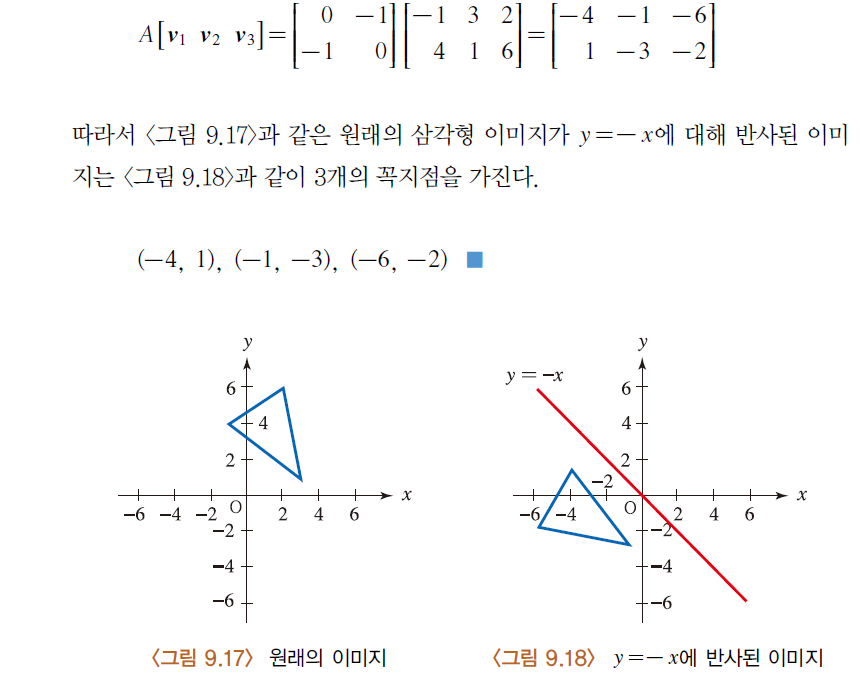 A[v₁ v₂ v₃]=[0 −1; −1 0][−1 3 2; 4 1 6]=[−4 −1 −6; 1 −3 −2]
따라서 〈그림 9.17〉과 같은 원래의 삼각형 이미지가 y=−x에 대해 반사된 이미
지는 〈그림 9.18〉과 같이 3개의 꼭지점을 가진다.
(−4, 1), (−1, −3), (−6, −2) ■
y
6
4
2
−6 −4 −2 O 2 4 6 x
−2
−4
−6
〈그림 9.17〉 원래의 이미지
y
y = −x
6
4
2
−2
−6 −4 O 2 4 6 x
−2
−4
−6
〈그림 9.18〉 y=−x에 반사된 이미지